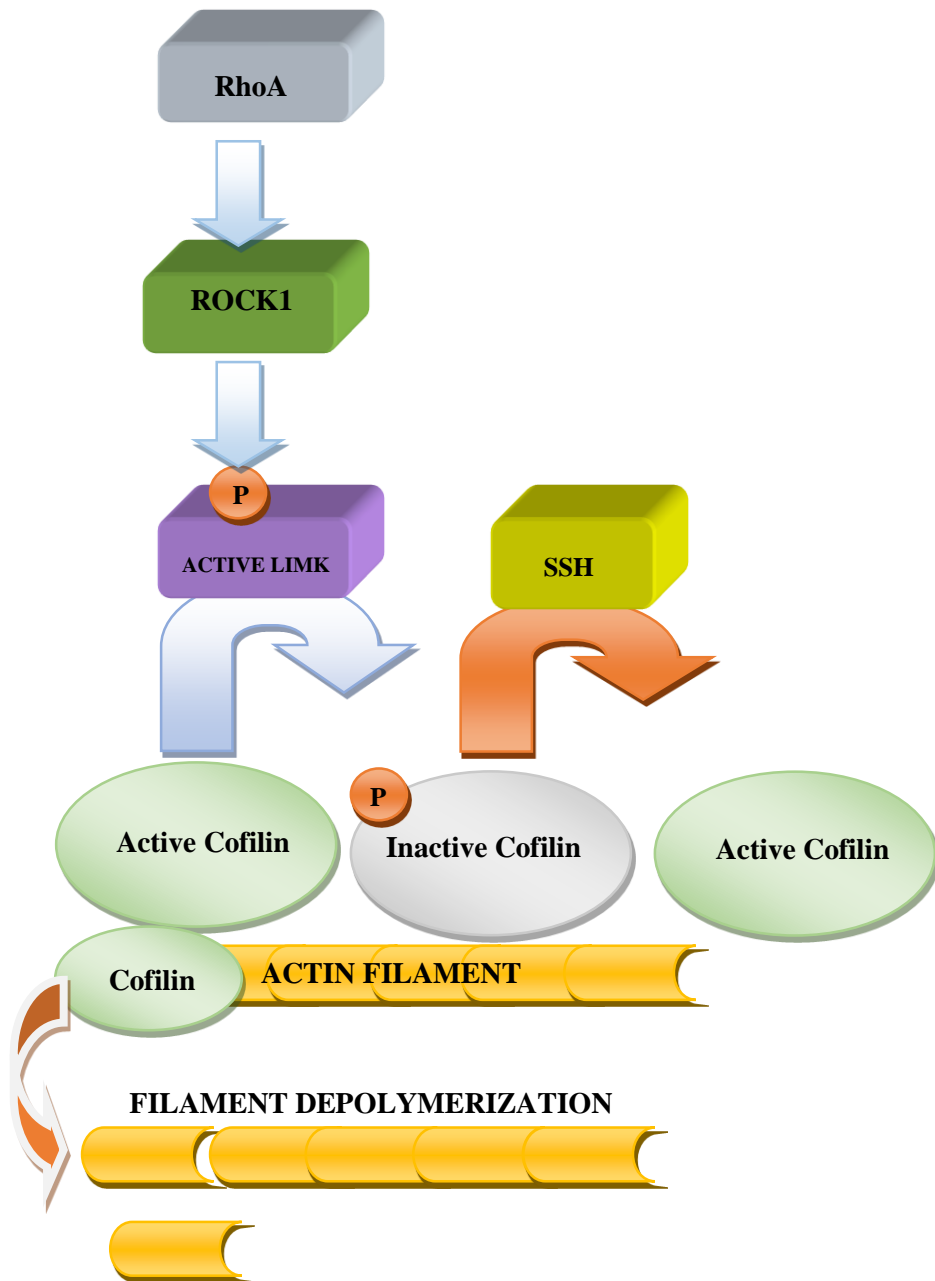 RhoA
ROCK1
P
ACTIVE LIMK
SSH
P
Active Cofilin
Inactive Cofilin
Active Cofilin
Cofilin
ACTIN FILAMENT
FILAMENT DEPOLYMERIZATION